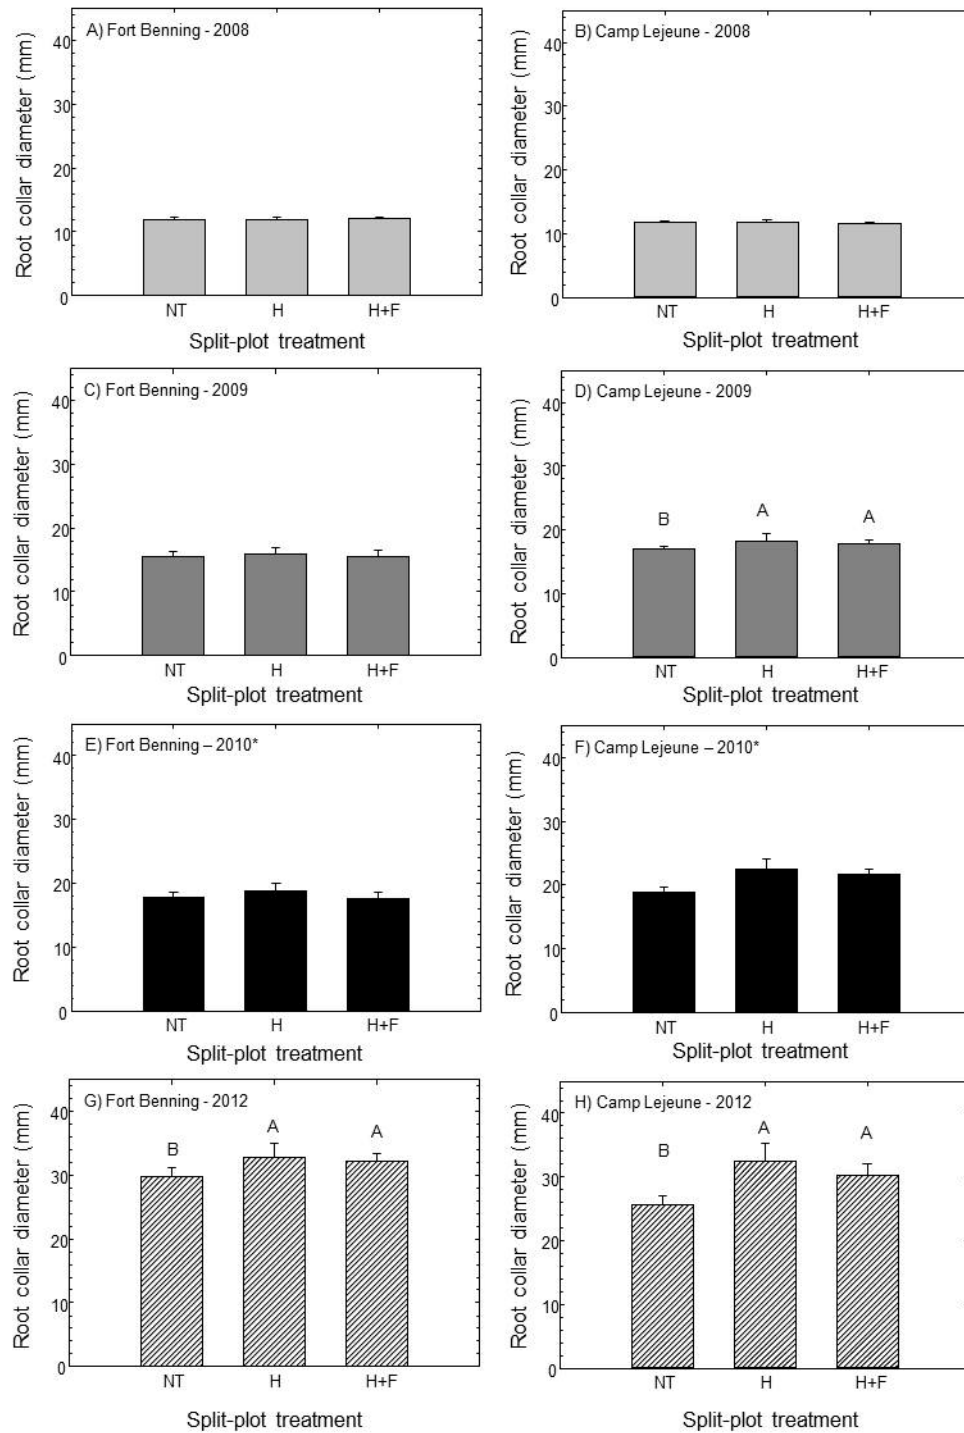 A) Fort Benning - 2008
Root collar diameter (mm)
40
30
20
10
0
NT H H+F
Split-plot treatment
B) Camp Lejeune - 2008
Root collar diameter (mm)
40
30
20
10
0
NT H H+F
Split-plot treatment
C) Fort Benning - 2009
Root collar diameter (mm)
40
30
20
10
0
NT H H+F
Split-plot treatment
D) Camp Lejeune - 2009
Root collar diameter (mm)
40
30
20
10
0
B A A
NT H H+F
Split-plot treatment
E) Fort Benning – 2010*
Root collar diameter (mm)
40
30
20
10
0
NT H H+F
Split-plot treatment
F) Camp Lejeune – 2010*
Root collar diameter (mm)
40
30
20
10
0
NT H H+F
Split-plot treatment
G) Fort Benning - 2012
Root collar diameter (mm)
40
30
20
10
0
B A A
NT H H+F
Split-plot treatment
H) Camp Lejeune - 2012
Root collar diameter (mm)
40
30
20
10
0
B A A
NT H H+F
Split-plot treatment